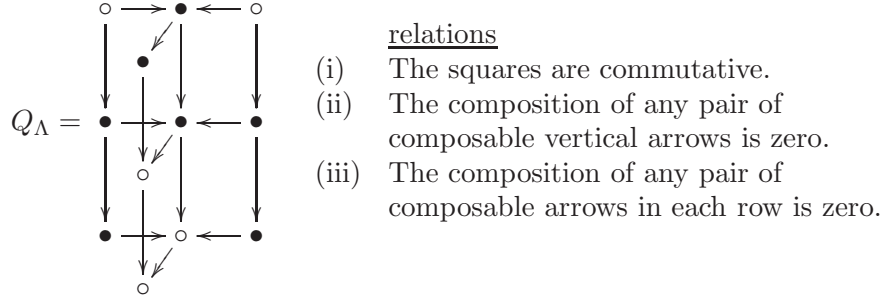 relations
(i) The squares are commutative.
(ii) The composition of any pair of
composable vertical arrows is zero.
(iii) The composition of any pair of
composable arrows in each row is zero.
Q_Λ =